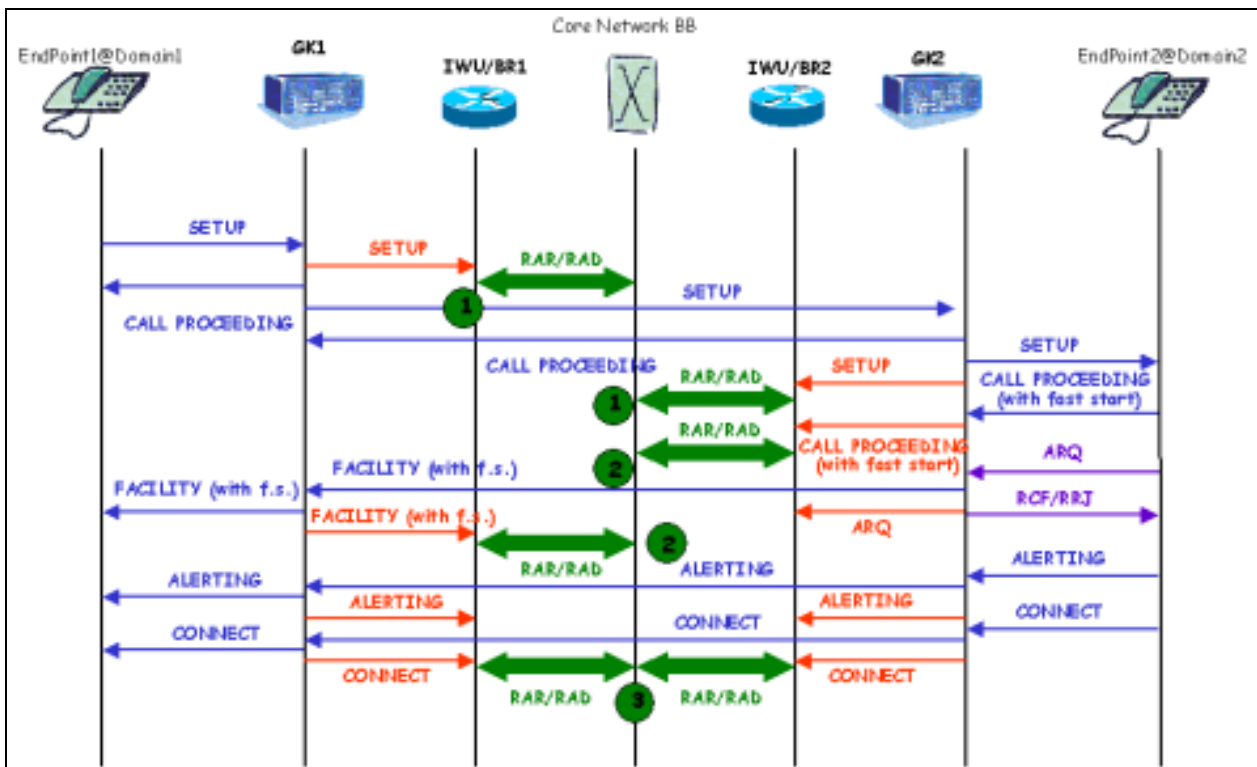 Core Network BB
EndPoint1@Domain1
GK1
IWU/BR1
IWU/BR2
GK2
EndPoint2@Domain2
SETUP
SETUP
RAR/RAD
1
SETUP
CALL PROCEEDING
SETUP
CALL PROCEEDING
RAR/RAD
SETUP
CALL PROCEEDING
(with fast start)
1
RAR/RAD
CALL PROCEEDING
(with fast start)
ARQ
2
FACILITY (with f.s.)
FACILITY (with f.s.)
RCF/RRJ
FACILITY (with f.s.)
ARQ
2
RAR/RAD
ALERTING
ALERTING
ALERTING
ALERTING
ALERTING
CONNECT
CONNECT
CONNECT
CONNECT
RAR/RAD
3
RAR/RAD
CONNECT